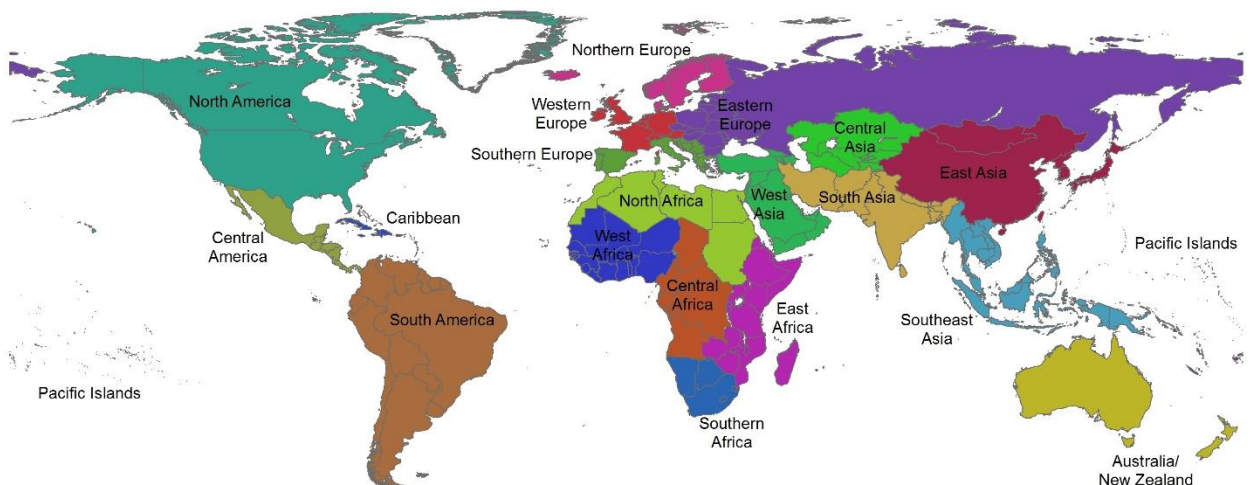 Northern Europe
North America
Western
Europe
Eastern
Europe
Central
Asia
Southern Europe
East Asia
North Africa
West
Asia
South Asia
Caribbean
Central
America
West
Africa
Pacific Islands
Central
Africa
South America
East
Africa
Southeast
Asia
Pacific Islands
Southern
Africa
Australia/
New Zealand